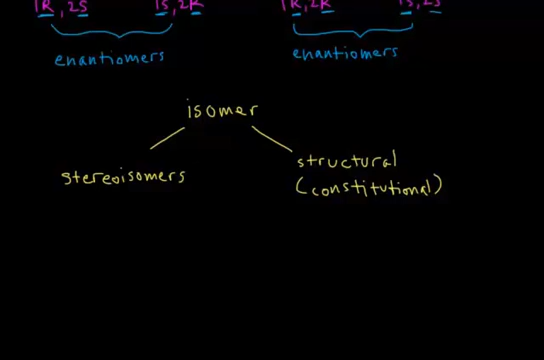 1R, 2S 1S, 2R 1R, 2R 1S, 2S
enantiomers enantiomers
isomer
stereoisomers structural
(constitutional)